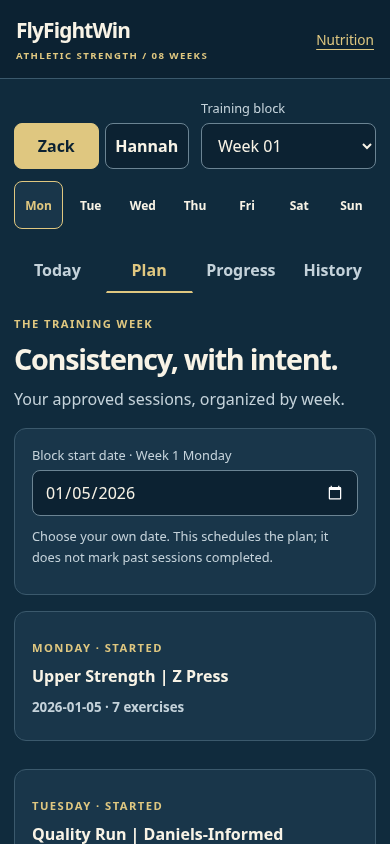 FlyFightWin
ATHLETIC STRENGTH / 08 WEEKS
Nutrition
Training block
Zack
Hannah
Week 01
Mon
Tue
Wed
Thu
Fri
Sat
Sun
Today
Plan
Progress
History
THE TRAINING WEEK
Consistency, with intent.
Your approved sessions, organized by week.
Block start date · Week 1 Monday
01/05/2026
Choose your own date. This schedules the plan; it
does not mark past sessions completed.
MONDAY · STARTED
Upper Strength | Z Press
2026-01-05 · 7 exercises
TUESDAY · STARTED
Quality Run | Daniels-Informed